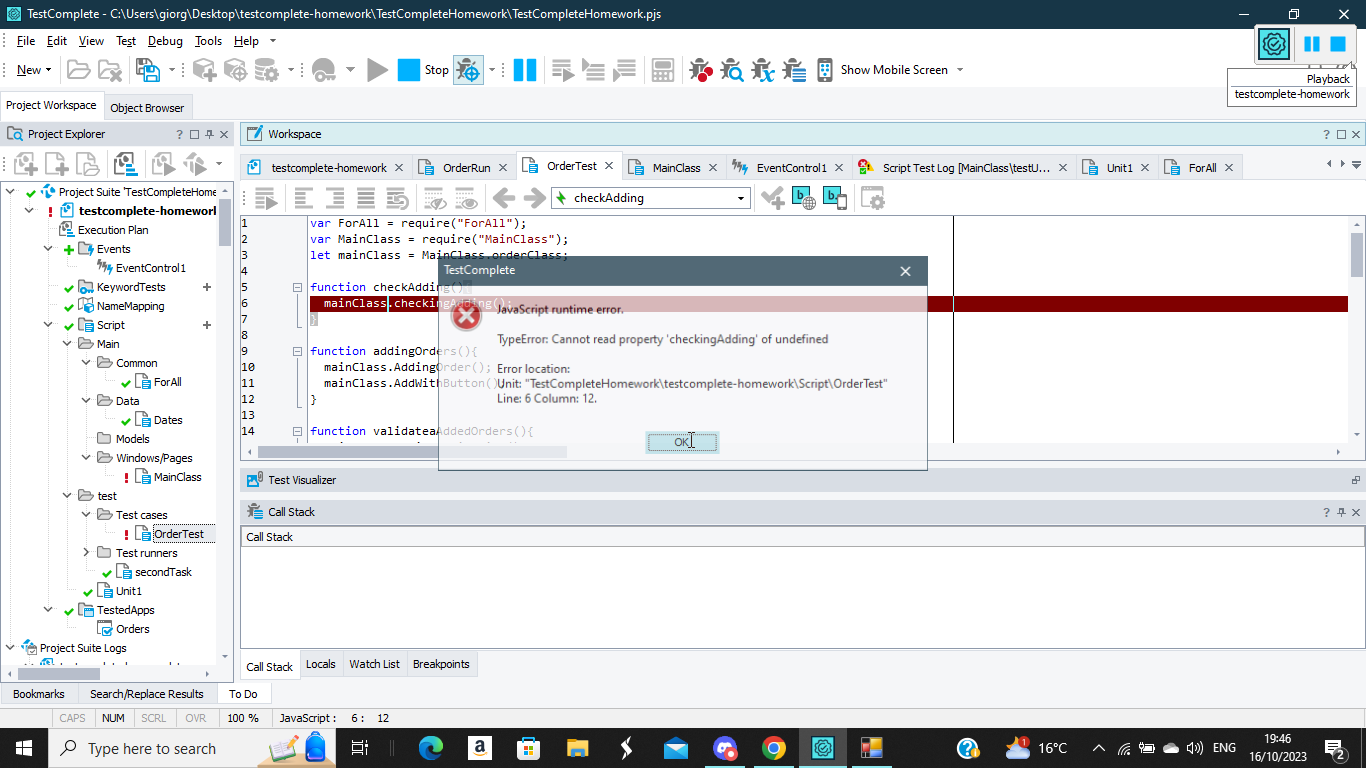 TestComplete - C:\Users\giorg\Desktop\testcomplete-homework\TestCompleteHomework\TestCompleteHomework.pjs
File Edit View Test Debug Tools Help
New Stop Show Mobile Screen
Playback
testcomplete-homework
Project Workspace Object Browser
Project Explorer
Workspace
testcomplete-homework OrderRun OrderTest MainClass EventControl1 Script Test Log [MainClass\testU... Unit1 ForAll
checkAdding
Project Suite 'TestCompleteHome
testcomplete-homework
Execution Plan
Events
EventControl1
KeywordTests
NameMapping
Script
Main
Common
ForAll
Data
Dates
Models
Windows/Pages
MainClass
test
Test cases
OrderTest
Test runners
secondTask
Unit1
TestedApps
Orders
Project Suite Logs
1 var ForAll = require("ForAll");
2 var MainClass = require("MainClass");
3 let mainClass = MainClass.orderClass;
4
5 function checkAdding(){
6 mainClass.checkingAdding();
7 }
8
9 function addingOrders(){
10 mainClass.AddingOrder();
11 mainClass.AddWithButton()
12 }
13
14 function validateaAddedOrders(){
TestComplete
JavaScript runtime error.
TypeError: Cannot read property 'checkingAdding' of undefined
Error location:
Unit: "TestCompleteHomework\testcomplete-homework\Script\OrderTest"
Line: 6 Column: 12.
OK
Test Visualizer
Call Stack
Call Stack
Call Stack Locals Watch List Breakpoints
Bookmarks Search/Replace Results To Do
CAPS NUM SCRL OVR 100 % JavaScript : 6 : 12
Type here to search
16°C ENG
19:46
16/10/2023
2